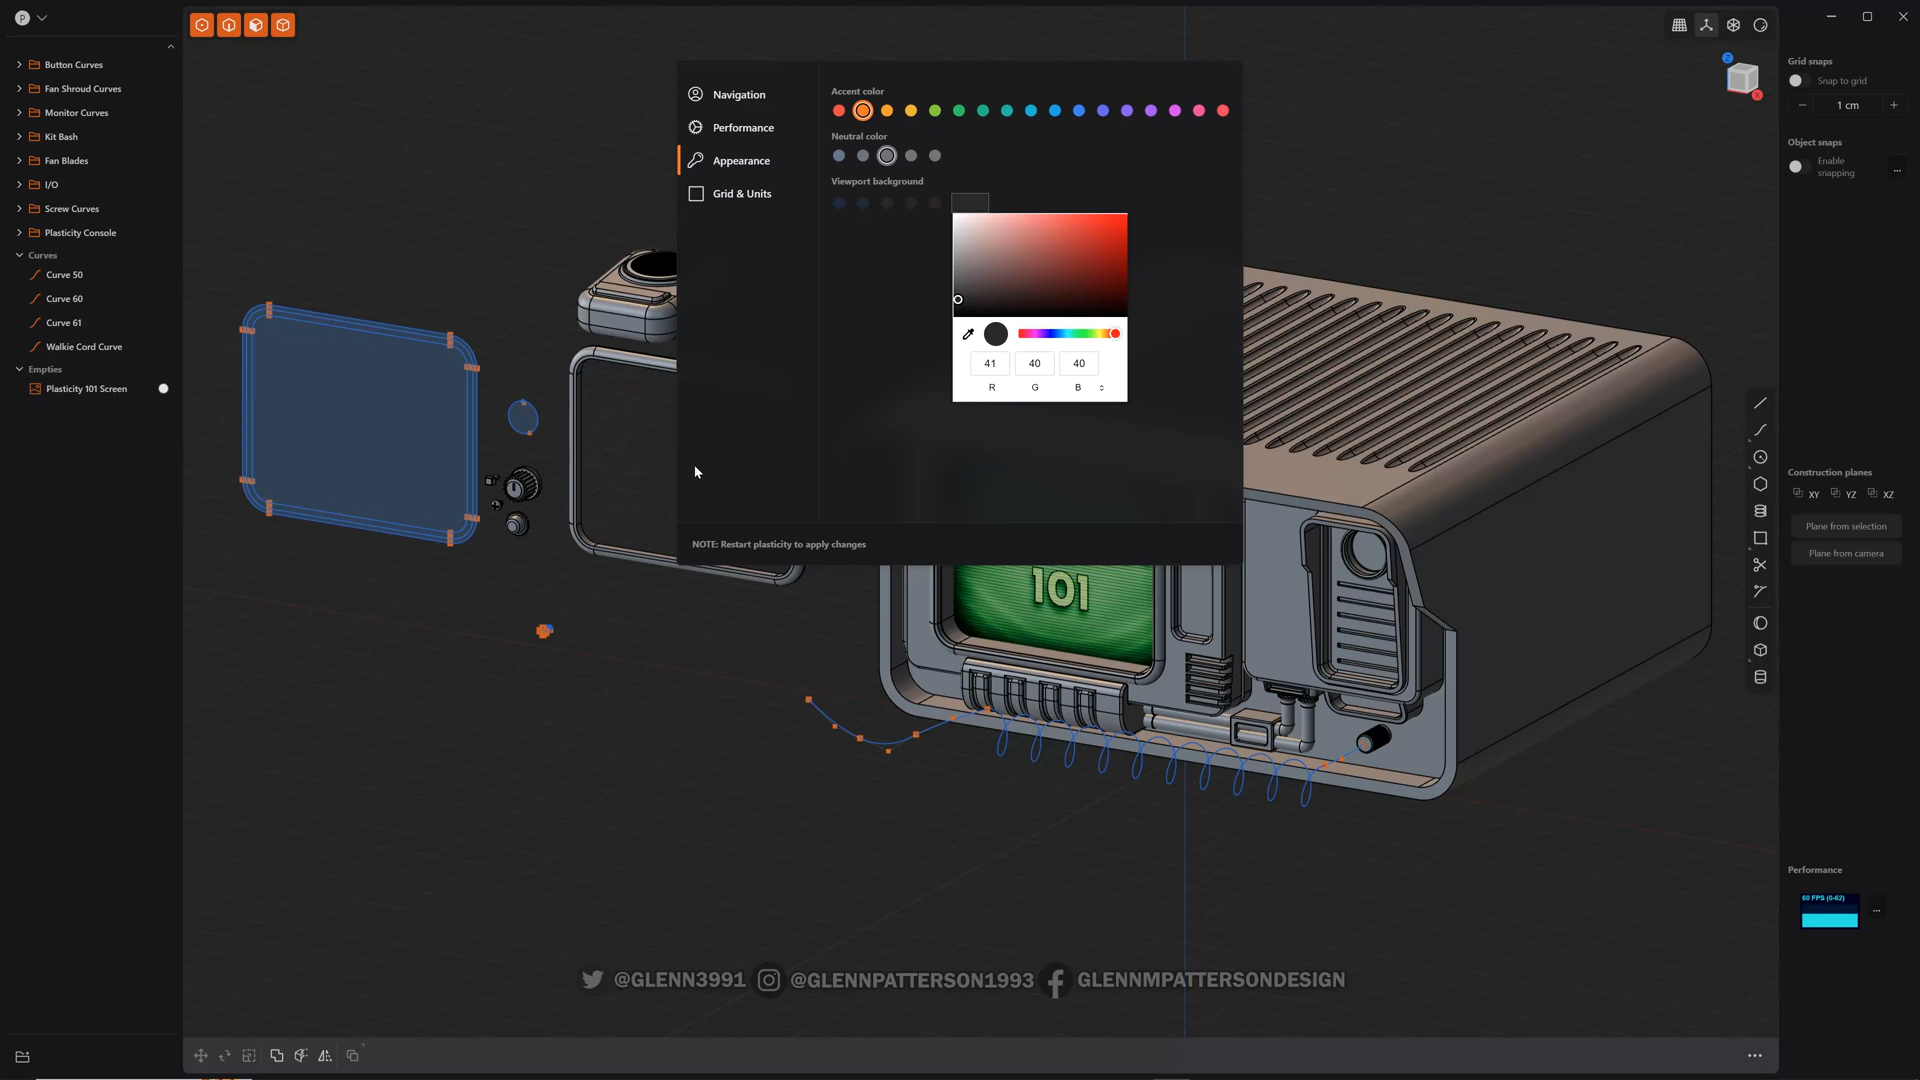 P
Button Curves
Fan Shroud Curves
Monitor Curves
Kit Bash
Fan Blades
I/O
Screw Curves
Plasticity Console
Curves
Curve 50
Curve 60
Curve 61
Walkie Cord Curve
Empties
Plasticity 101 Screen
Navigation
Performance
Appearance
Grid & Units
Accent color
Neutral color
Viewport background
41
40
40
R
G
B
NOTE: Restart plasticity to apply changes
101
Z
X
Grid snaps
Snap to grid
1 cm
Object snaps
Enable
snapping
...
Construction planes
XY
YZ
XZ
Plane from selection
Plane from camera
Performance
60 FPS (0-62)
...
@GLENN3991
@GLENNPATTERSON1993
GLENNMPATTERSONDESIGN